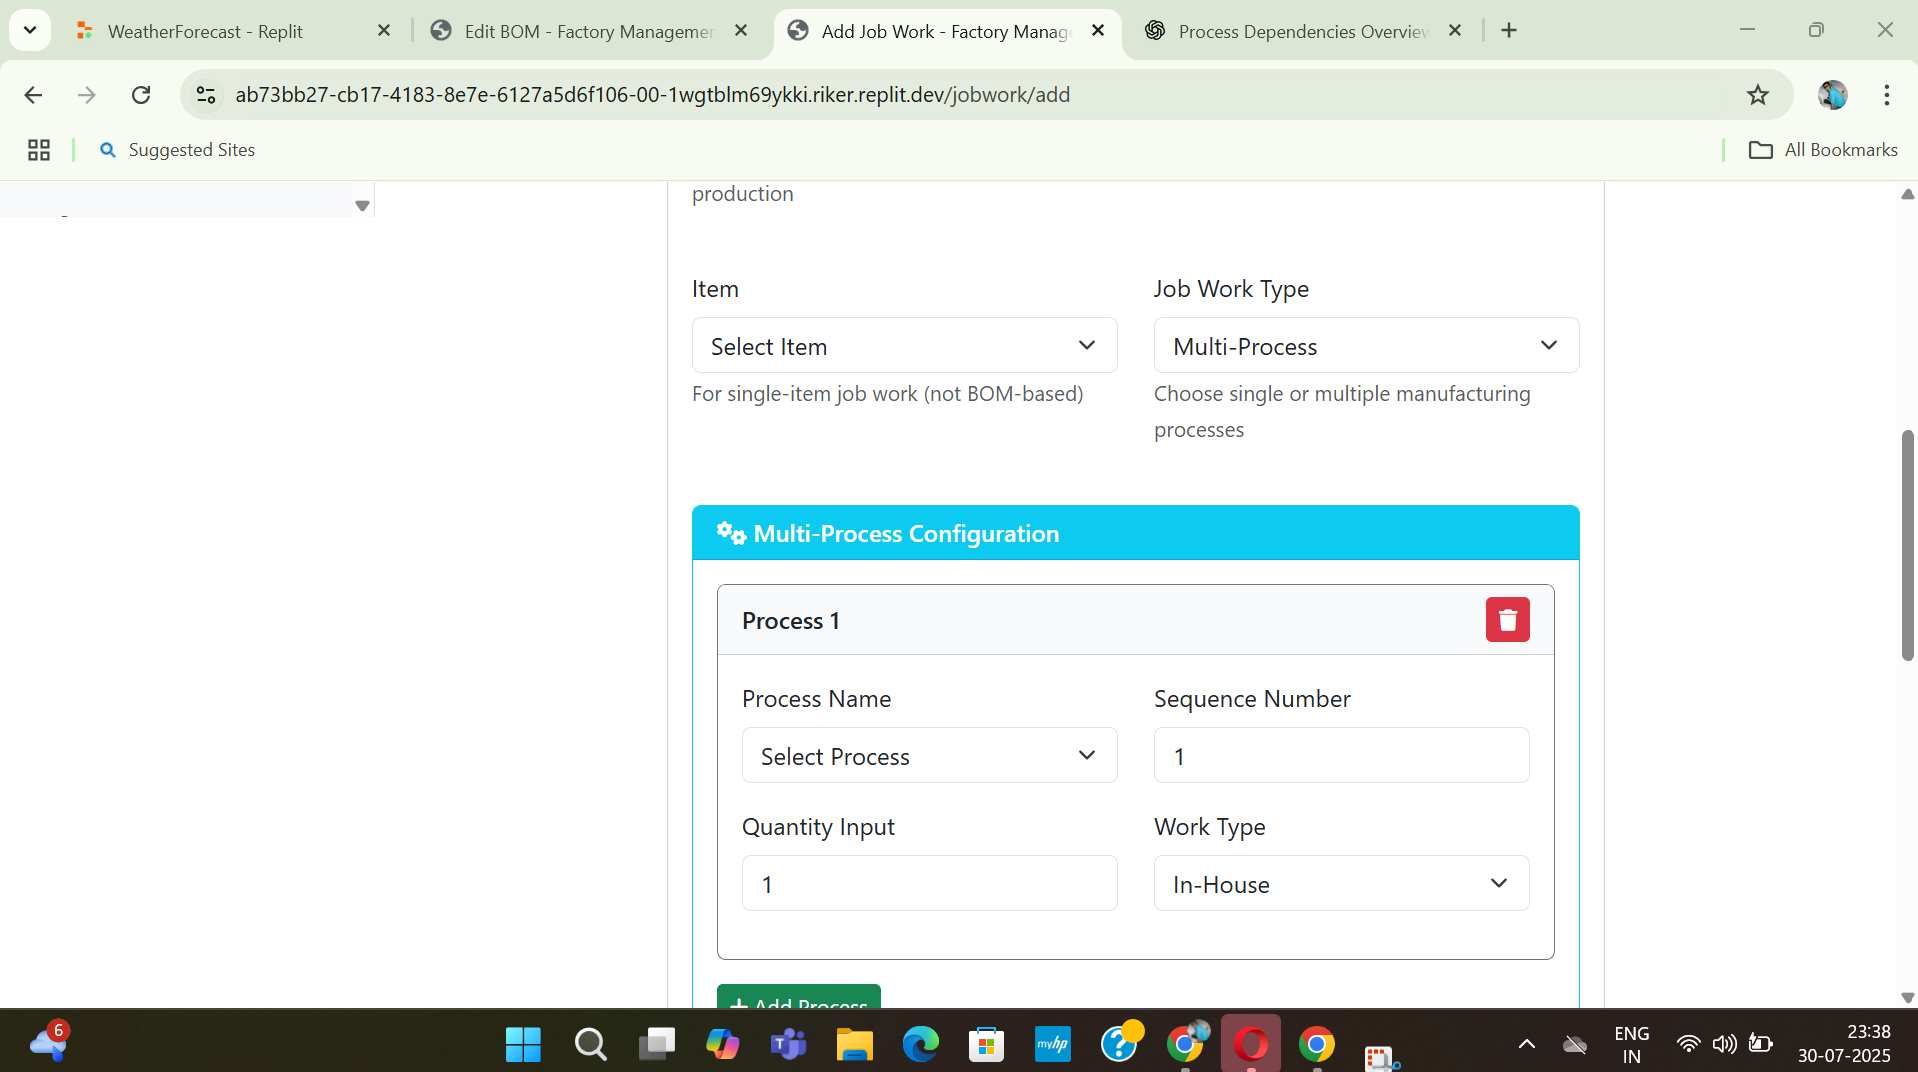 WeatherForecast - Replit
Edit BOM - Factory Managemer
Add Job Work - Factory Manag
Process Dependencies Overview
ab73bb27-cb17-4183-8e7e-6127a5d6f106-00-1wgtblm69ykki.riker.replit.dev/jobwork/add
Suggested Sites
All Bookmarks
production
Item
Job Work Type
Select Item
Multi-Process
For single-item job work (not BOM-based)
Choose single or multiple manufacturing
processes
Multi-Process Configuration
Process 1
Process Name
Sequence Number
Select Process
1
Quantity Input
Work Type
1
In-House
+ Add Process
6
T
myhp
?
ENG
IN
23:38
30-07-2025